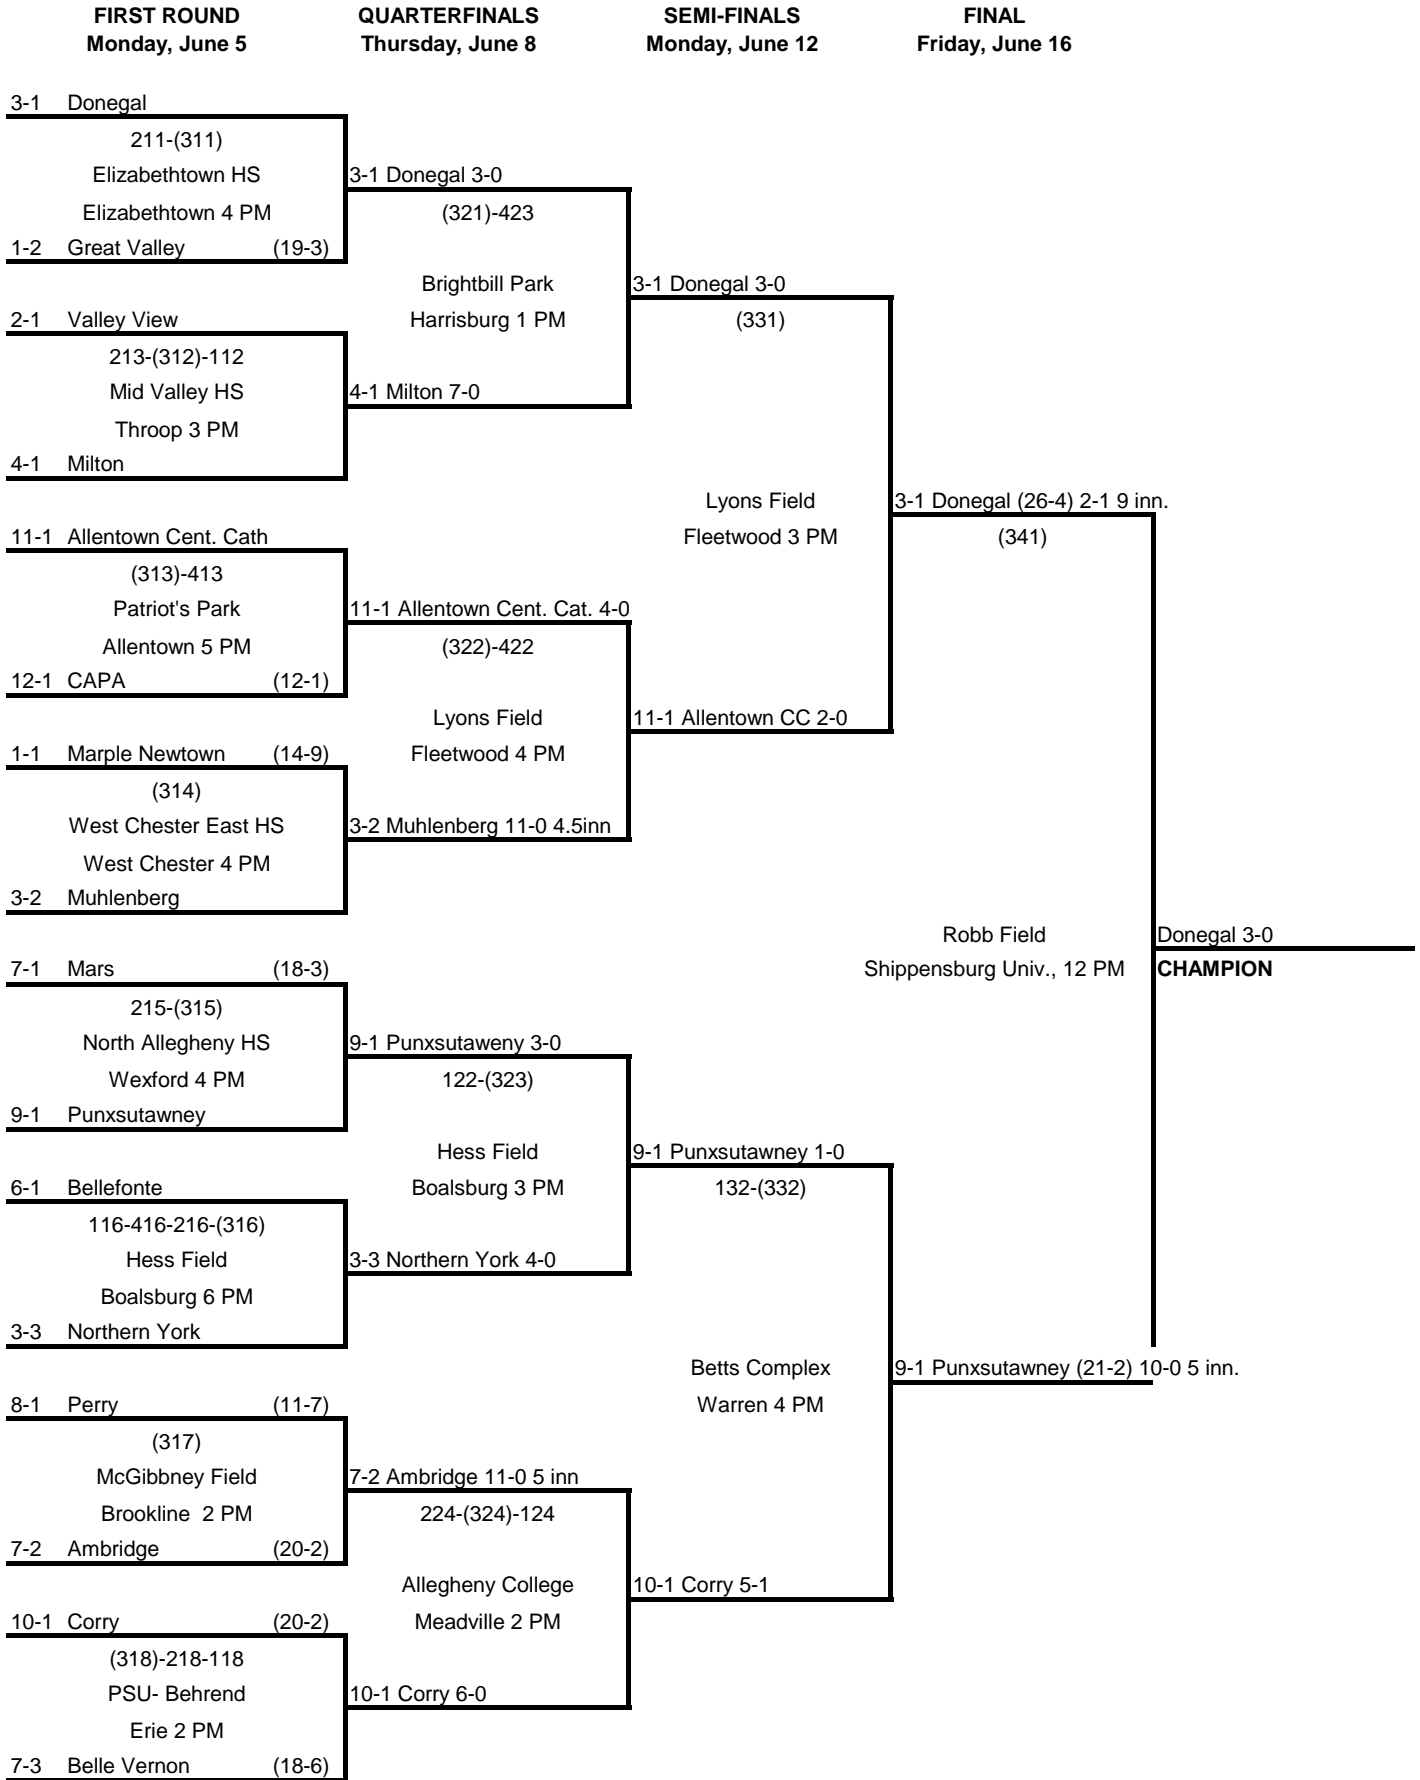 FIRST ROUND QUARTERFINALS SEMI-FINALS FINAL
Monday, June 5 Thursday, June 8 Monday, June 12 Friday, June 16
3-1 Donegal
211-(311)
Elizabethtown HS 3-1 Donegal 3-0
Elizabethtown 4 PM (321)-423
1-2 Great Valley (19-3)
Brightbill Park 3-1 Donegal 3-0
2-1 Valley View Harrisburg 1 PM (331)
213-(312)-112
Mid Valley HS 4-1 Milton 7-0
Throop 3 PM
4-1 Milton
Lyons Field 3-1 Donegal (26-4) 2-1 9 inn.
11-1 Allentown Cent. Cath Fleetwood 3 PM (341)
(313)-413
Patriot's Park 11-1 Allentown Cent. Cat. 4-0
Allentown 5 PM (322)-422
12-1 CAPA (12-1)
Lyons Field 11-1 Allentown CC 2-0
1-1 Marple Newtown (14-9) Fleetwood 4 PM
(314)
West Chester East HS 3-2 Muhlenberg 11-0 4.5inn
West Chester 4 PM
3-2 Muhlenberg
Robb Field Donegal 3-0
7-1 Mars (18-3) Shippensburg Univ., 12 PM CHAMPION
215-(315)
North Allegheny HS 9-1 Punxsutaweny 3-0
Wexford 4 PM 122-(323)
9-1 Punxsutawney
Hess Field 9-1 Punxsutawney 1-0
6-1 Bellefonte Boalsburg 3 PM 132-(332)
116-416-216-(316)
Hess Field 3-3 Northern York 4-0
Boalsburg 6 PM
3-3 Northern York
Betts Complex 9-1 Punxsutawney (21-2) 10-0 5 inn.
8-1 Perry (11-7) Warren 4 PM
(317)
McGibbney Field 7-2 Ambridge 11-0 5 inn
Brookline 2 PM 224-(324)-124
7-2 Ambridge (20-2)
Allegheny College 10-1 Corry 5-1
10-1 Corry (20-2) Meadville 2 PM
(318)-218-118
PSU- Behrend 10-1 Corry 6-0
Erie 2 PM
7-3 Belle Vernon (18-6)